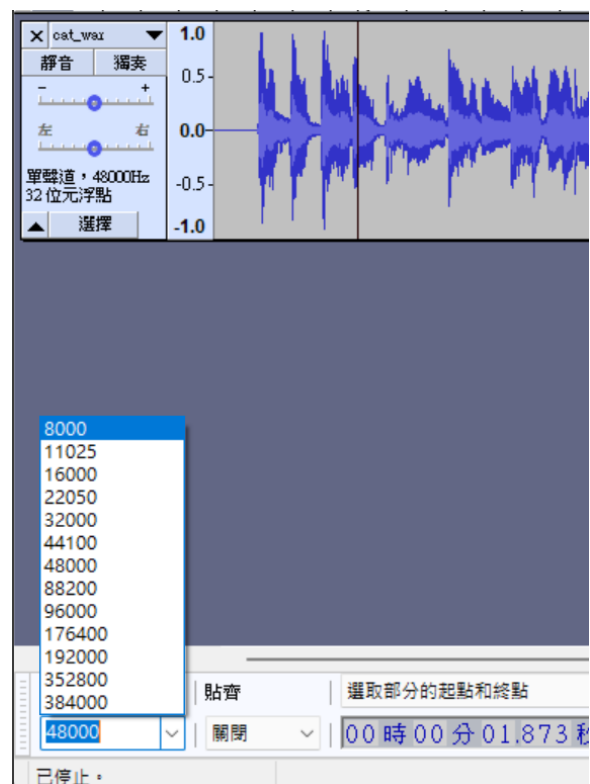 × cat_wax ▼
靜音 獨奏
- +
左 右
單聲道，48000Hz
32 位元浮點
▲ 選擇
1.0
0.5-
0.0-
-0.5-
-1.0
8000
11025
16000
22050
32000
44100
48000
88200
96000
176400
192000
352800
384000
貼齊 選取部分的起點和終點
48000 關閉 00 時 00 分 01.873 秒
已停止。